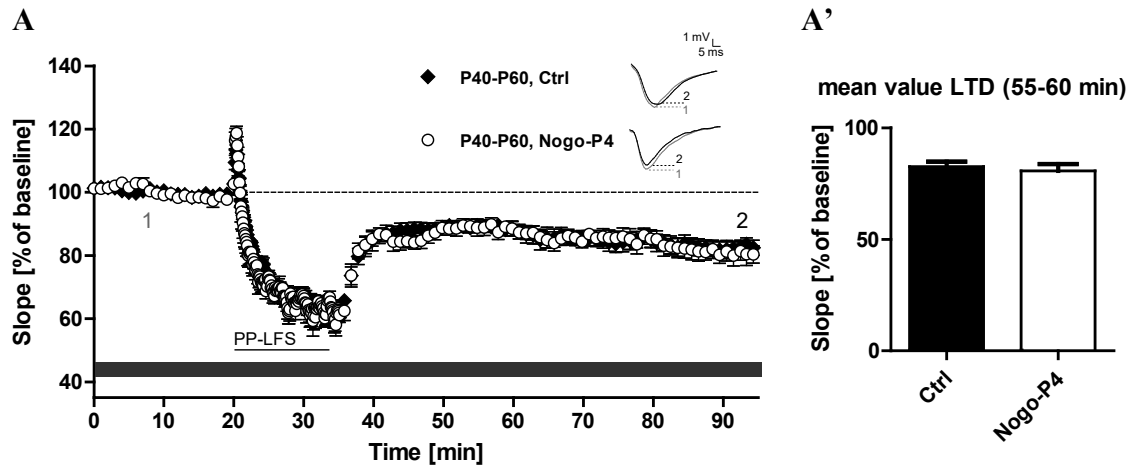 A
A'
1 mV
5 ms
P40-P60, Ctrl
2
1
P40-P60, Nogo-P4
2
1
Slope [% of baseline]
140
120
100
80
60
40
1
2
PP-LFS
0 10 20 30 40 50 60 70 80 90
Time [min]
mean value LTD (55-60 min)
Slope [% of baseline]
100
50
0
Ctrl
Nogo-P4